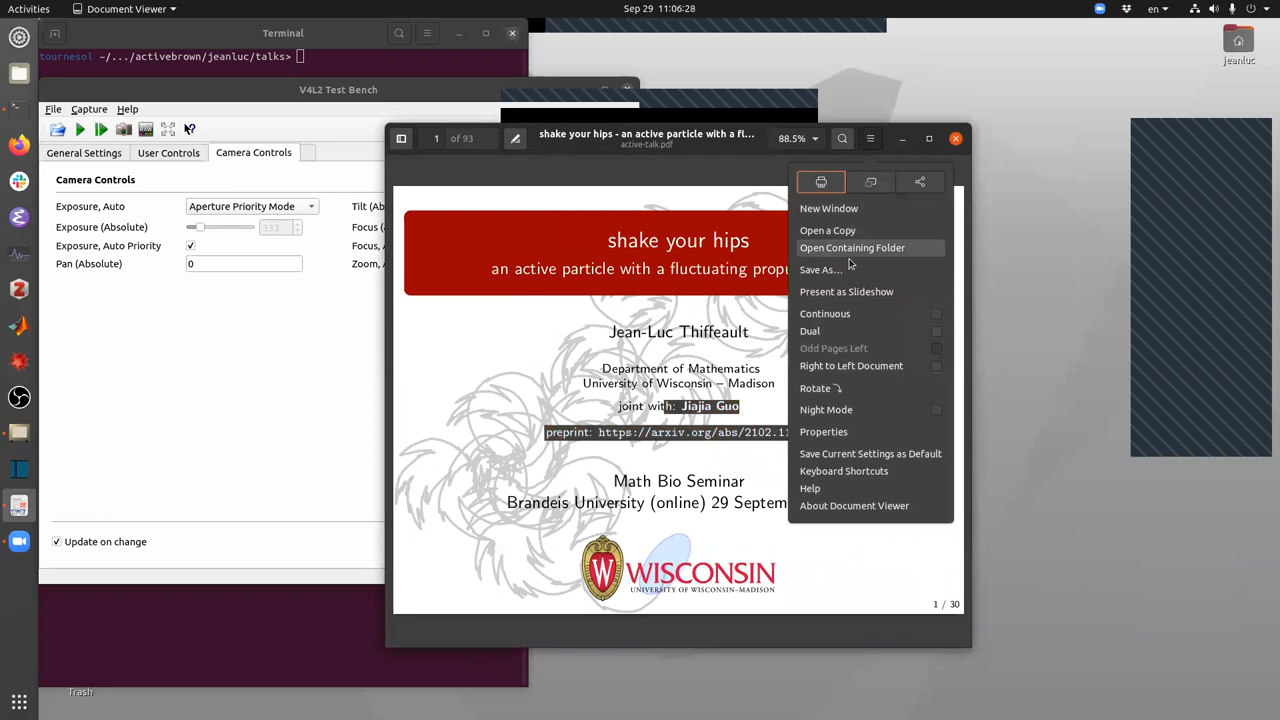 Activities
Document Viewer
Sep 29 11:06:28
en
Terminal
tournesol ~/.../activebrown/jeanluc/talks>
jeanluc
V4L2 Test Bench
File Capture Help
General Settings
User Controls
Camera Controls
Camera Controls
Exposure, Auto
Aperture Priority Mode
Tilt (Ab
Exposure (Absolute)
333
Focus (
Exposure, Auto Priority
Focus,
Pan (Absolute)
0
Zoom,
Update on change
Trash
1 of 93
shake your hips - an active particle with a fl...
active-talk.pdf
88.5%
shake your hips
an active particle with a fluctuating propu
Jean-Luc Thiffeault
Department of Mathematics
University of Wisconsin – Madison
joint with: Jiajia Guo
preprint: https://arxiv.org/abs/2102.11
Math Bio Seminar
Brandeis University (online) 29 Septem
W
WISCONSIN
UNIVERSITY OF WISCONSIN–MADISON
1 / 30
New Window
Open a Copy
Open Containing Folder
Save As...
Present as Slideshow
Continuous
Dual
Odd Pages Left
Right to Left Document
Rotate
Night Mode
Properties
Save Current Settings as Default
Keyboard Shortcuts
Help
About Document Viewer